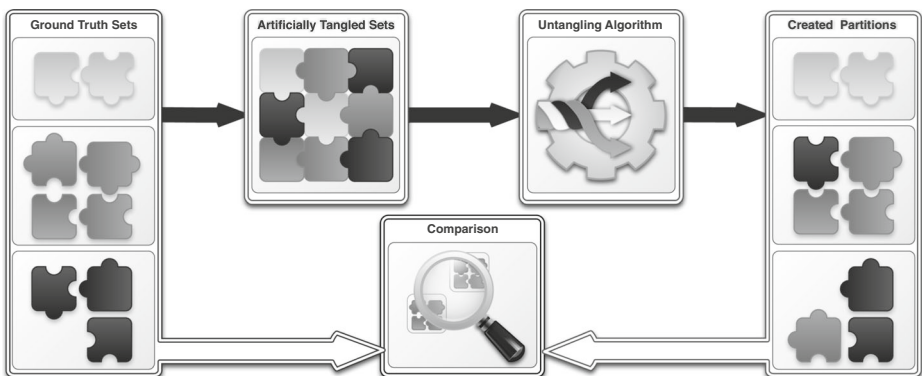 Ground Truth Sets
Artificially Tangled Sets
Untangling Algorithm
Created Partitions
Comparison